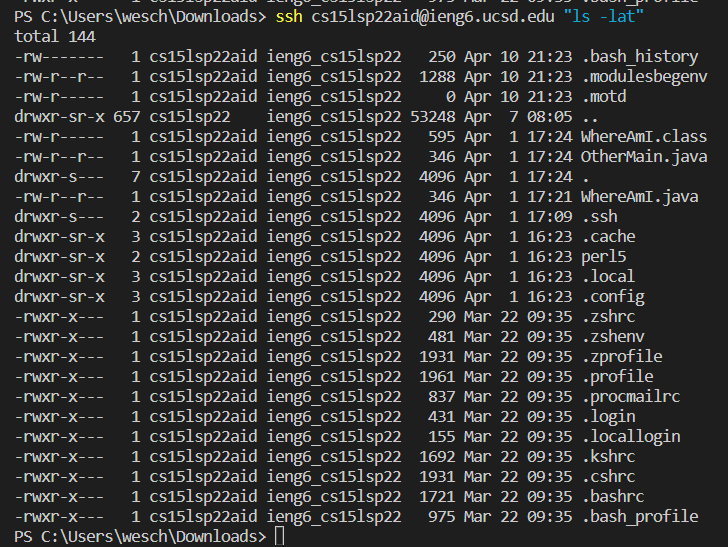 PS C:\Users\wesch\Downloads> ssh cs15lsp22aid@ieng6.ucsd.edu "ls -lat"
total 144
-rw-------   1 cs15lsp22aid ieng6_cs15lsp22   250 Apr 10 21:23 .bash_history
-rw-r--r--   1 cs15lsp22aid ieng6_cs15lsp22  1288 Apr 10 21:23 .modulesbegenv
-rw-r-----   1 cs15lsp22aid ieng6_cs15lsp22     0 Apr 10 21:23 .motd
drwxr-sr-x 657 cs15lsp22    ieng6_cs15lsp22 53248 Apr  7 08:05 ..
-rw-r-----   1 cs15lsp22aid ieng6_cs15lsp22   595 Apr  1 17:24 WhereAmI.class
-rw-r--r--   1 cs15lsp22aid ieng6_cs15lsp22   346 Apr  1 17:24 OtherMain.java
drwxr-s---   7 cs15lsp22aid ieng6_cs15lsp22  4096 Apr  1 17:24 .
-rw-r--r--   1 cs15lsp22aid ieng6_cs15lsp22   346 Apr  1 17:21 WhereAmI.java
drwxr-s---   2 cs15lsp22aid ieng6_cs15lsp22  4096 Apr  1 17:09 .ssh
drwxr-sr-x   3 cs15lsp22aid ieng6_cs15lsp22  4096 Apr  1 16:23 .cache
drwxr-sr-x   2 cs15lsp22aid ieng6_cs15lsp22  4096 Apr  1 16:23 perl5
drwxr-sr-x   3 cs15lsp22aid ieng6_cs15lsp22  4096 Apr  1 16:23 .local
drwxr-sr-x   3 cs15lsp22aid ieng6_cs15lsp22  4096 Apr  1 16:23 .config
-rwxr-x---   1 cs15lsp22aid ieng6_cs15lsp22   290 Mar 22 09:35 .zshrc
-rwxr-x---   1 cs15lsp22aid ieng6_cs15lsp22   481 Mar 22 09:35 .zshenv
-rwxr-x---   1 cs15lsp22aid ieng6_cs15lsp22  1931 Mar 22 09:35 .zprofile
-rwxr-x---   1 cs15lsp22aid ieng6_cs15lsp22  1961 Mar 22 09:35 .profile
-rwxr-x---   1 cs15lsp22aid ieng6_cs15lsp22   837 Mar 22 09:35 .procmailrc
-rwxr-x---   1 cs15lsp22aid ieng6_cs15lsp22   431 Mar 22 09:35 .login
-rwxr-x---   1 cs15lsp22aid ieng6_cs15lsp22   155 Mar 22 09:35 .locallogin
-rwxr-x---   1 cs15lsp22aid ieng6_cs15lsp22  1692 Mar 22 09:35 .kshrc
-rwxr-x---   1 cs15lsp22aid ieng6_cs15lsp22  1931 Mar 22 09:35 .cshrc
-rwxr-x---   1 cs15lsp22aid ieng6_cs15lsp22  1721 Mar 22 09:35 .bashrc
-rwxr-x---   1 cs15lsp22aid ieng6_cs15lsp22   975 Mar 22 09:35 .bash_profile
PS C:\Users\wesch\Downloads>